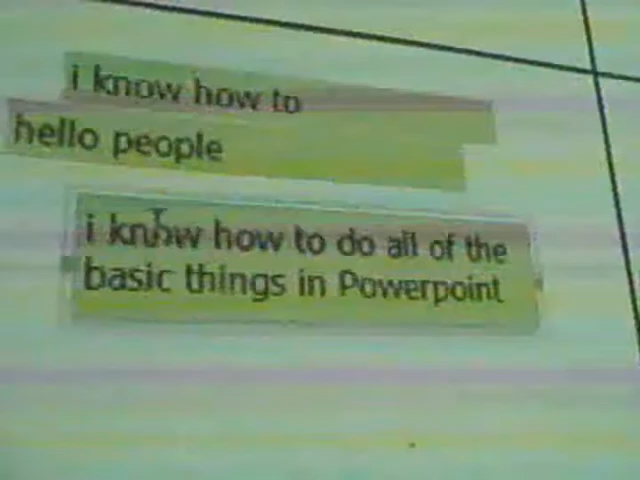 i know how to
hello people
i know how to do all of the
basic things in Powerpoint